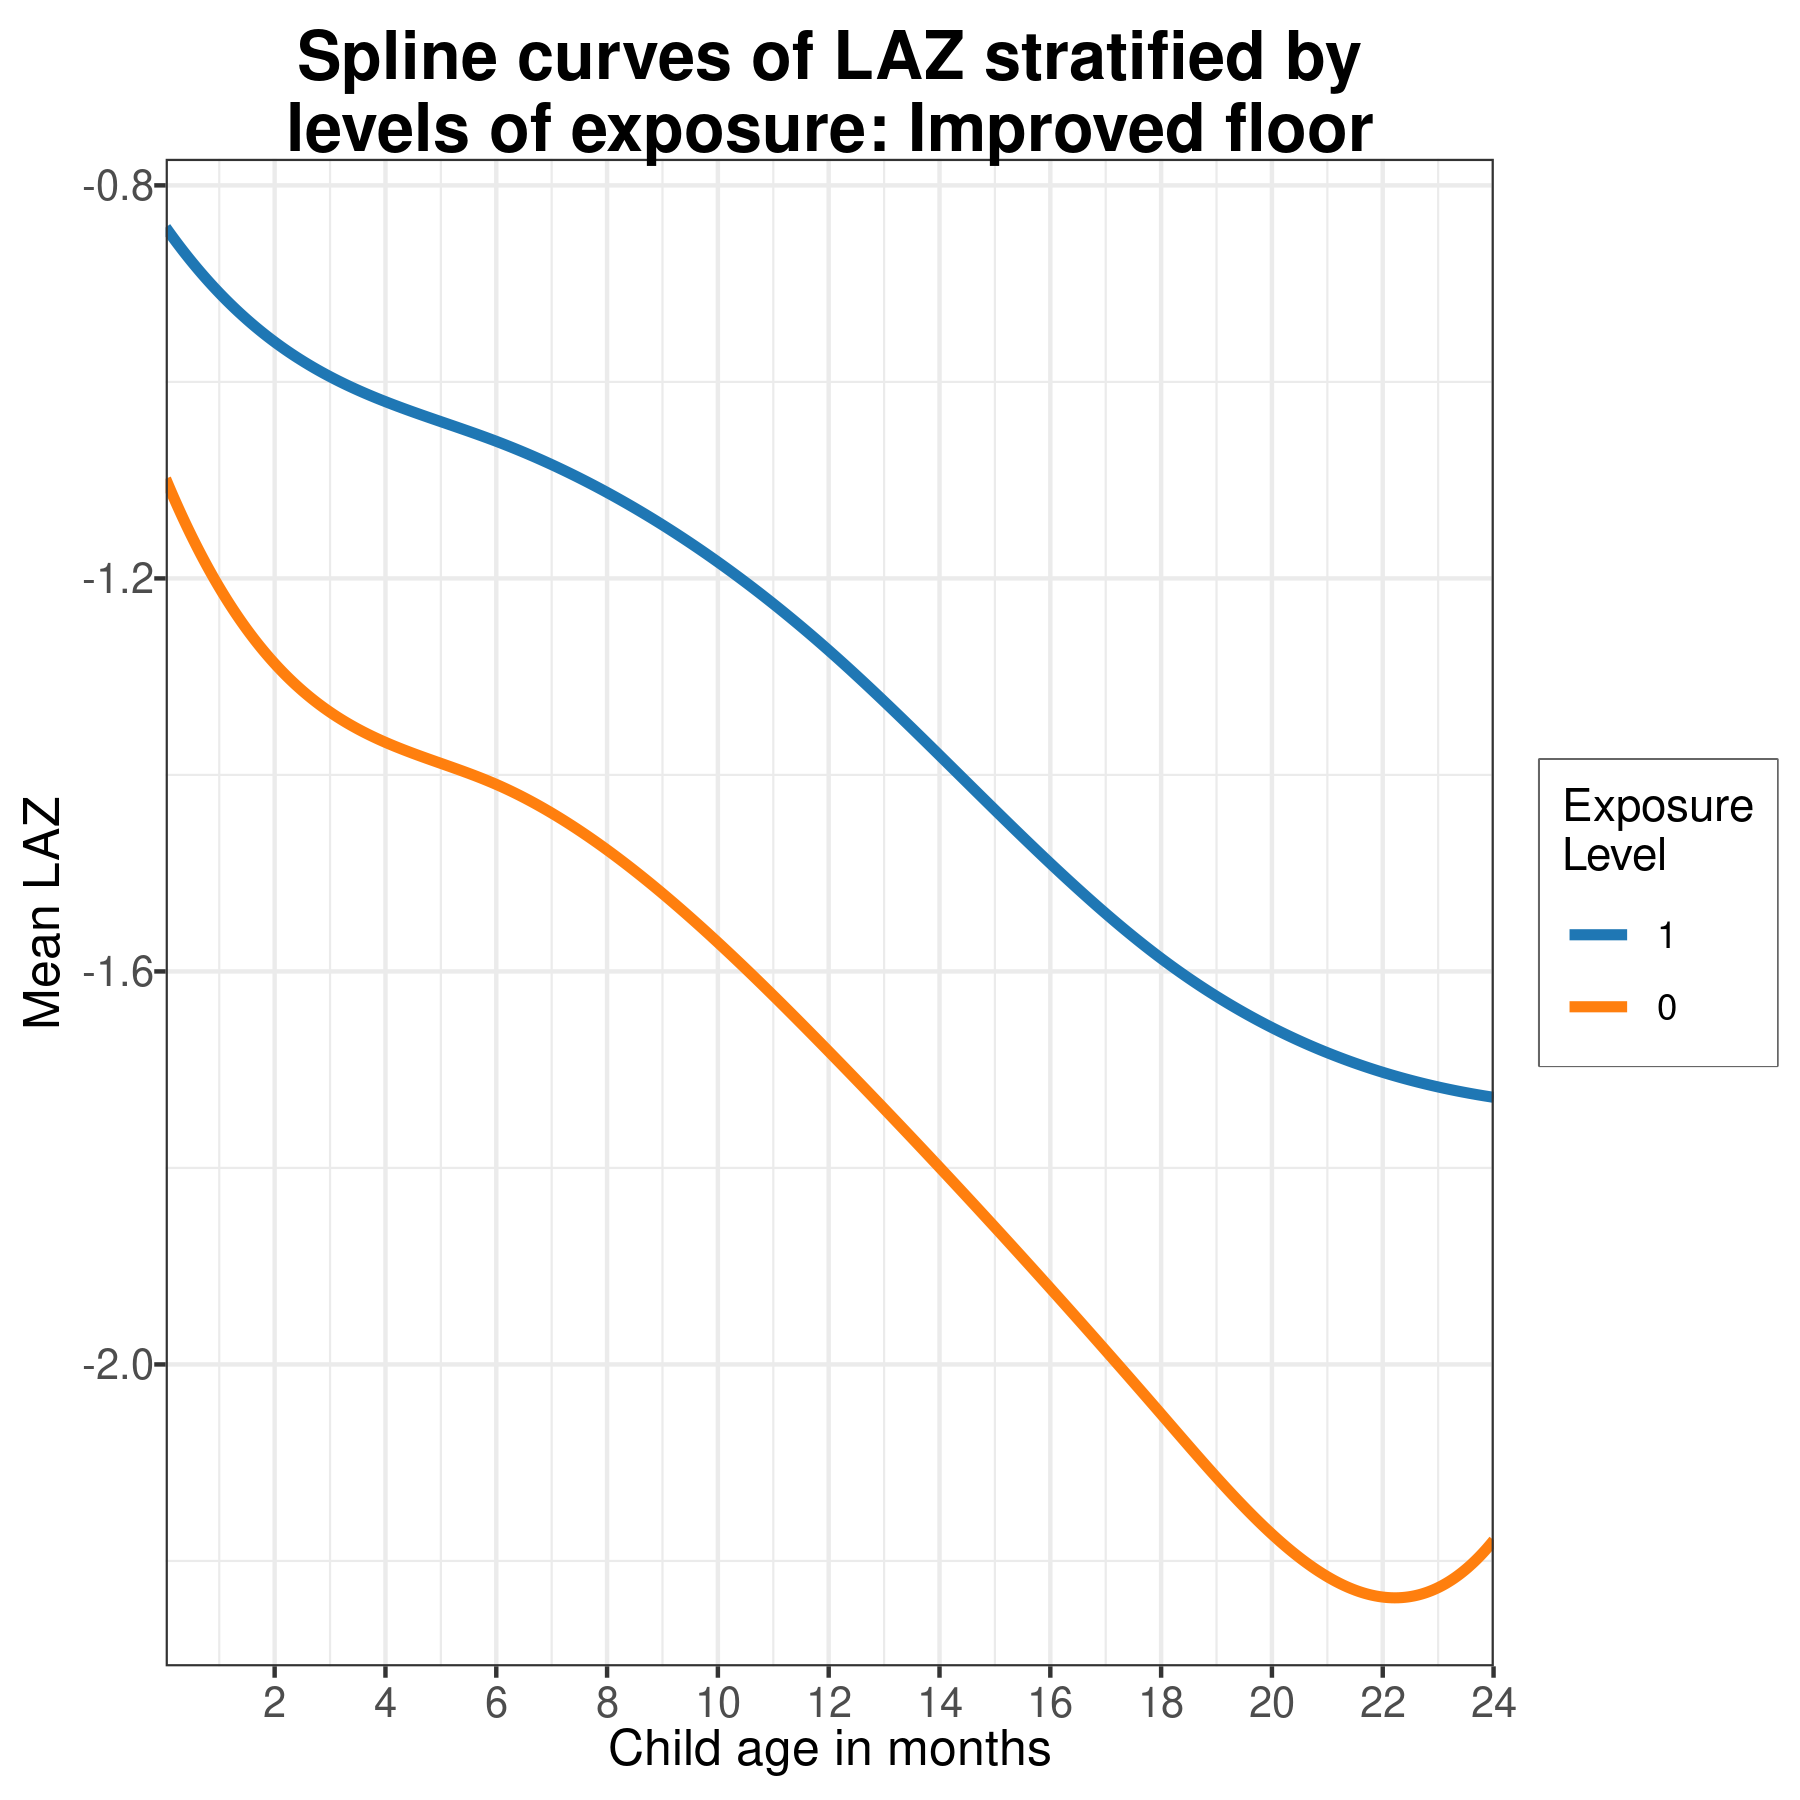 Spline curves of LAZ stratified by
levels of exposure: Improved floor
Mean LAZ
-0.8
-1.2
-1.6
-2.0
2 4 6 8 10 12 14 16 18 20 22 24
Child age in months
Exposure
Level
1
0